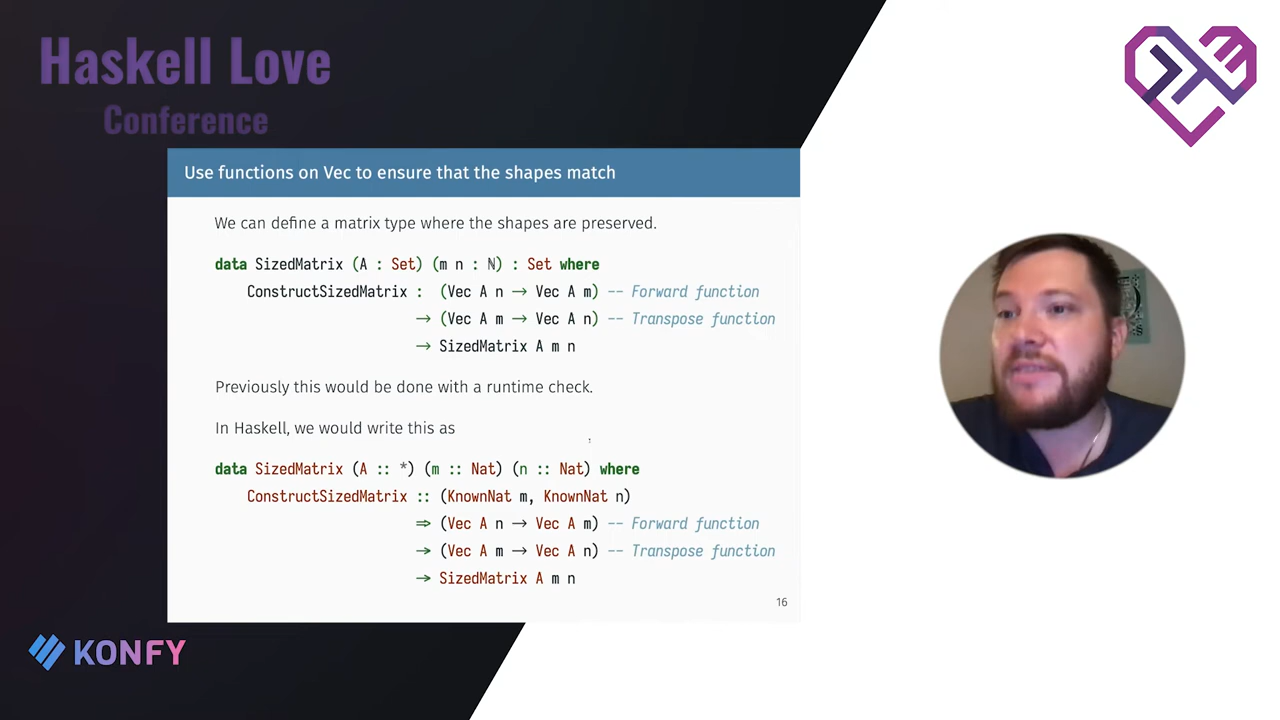 Haskell Love
Conference
Use functions on Vec to ensure that the shapes match
We can define a matrix type where the shapes are preserved.
data SizedMatrix (A : Set) (m n : ℕ) : Set where
ConstructSizedMatrix : (Vec A n → Vec A m) -- Forward function
→ (Vec A m → Vec A n) -- Transpose function
→ SizedMatrix A m n
Previously this would be done with a runtime check.
In Haskell, we would write this as
data SizedMatrix (A :: *) (m :: Nat) (n :: Nat) where
ConstructSizedMatrix :: (KnownNat m, KnownNat n)
⇒ (Vec A n → Vec A m) -- Forward function
→ (Vec A m → Vec A n) -- Transpose function
→ SizedMatrix A m n
16
KONFY